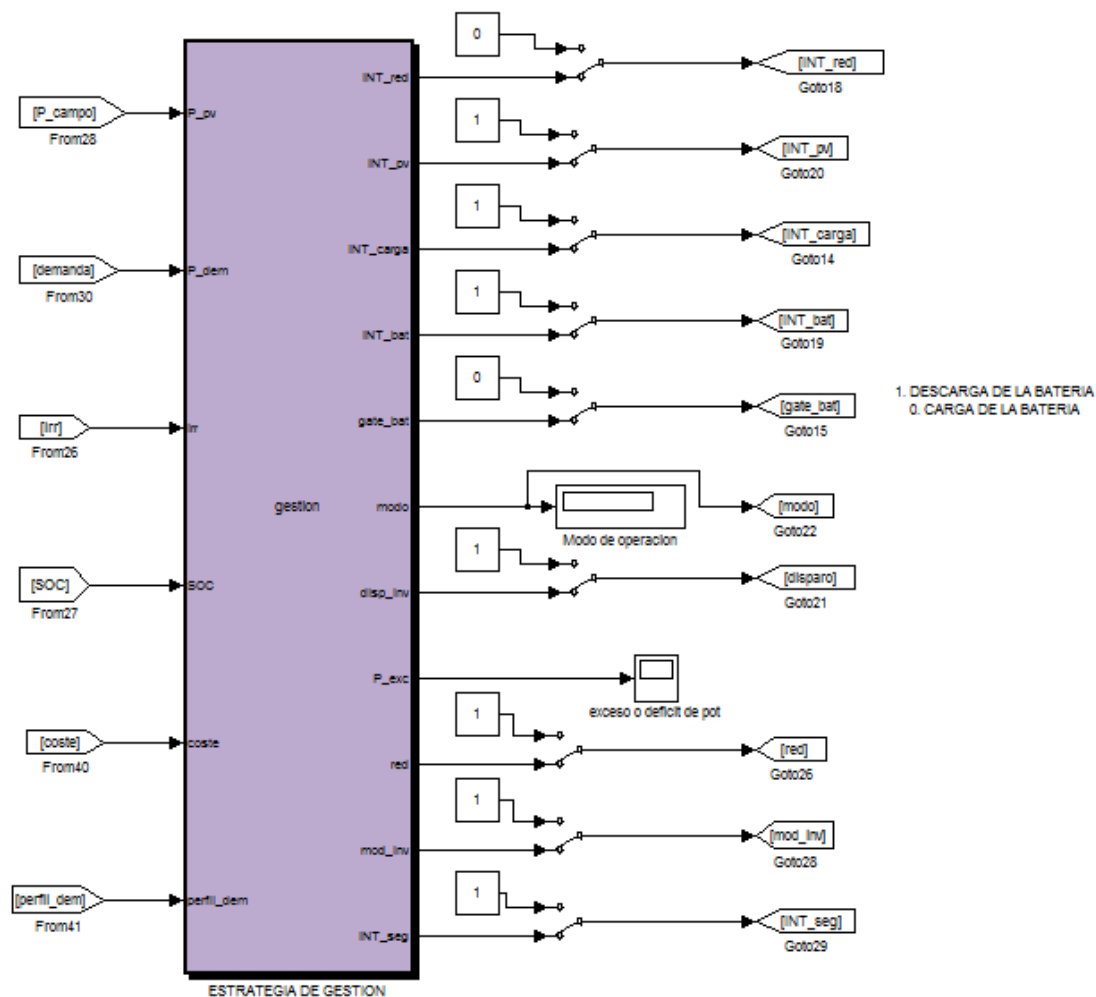 0
INT_red
[INT_red]
Goto18
[P_campo]
From28
P_pv
1
INT_pv
[INT_pv]
Goto20
1
INT_carga
[INT_carga]
Goto14
[demanda]
From30
P_dem
1
INT_bat
[INT_bat]
Goto19
0
gate_bat
[gate_bat]
Goto15
1. DESCARGA DE LA BATERIA
0. CARGA DE LA BATERIA
[Irr]
From26
Irr
gestion
modo
Modo de operacion
[modo]
Goto22
1
disp_inv
[disparo]
Goto21
[SOC]
From27
SOC
P_exc
exceso o deficit de pot
1
red
[red]
Goto26
[coste]
From40
coste
1
mod_inv
[mod_inv]
Goto28
[perfil_dem]
From41
perfil_dem
1
INT_seg
[INT_seg]
Goto29
ESTRATEGIA DE GESTION